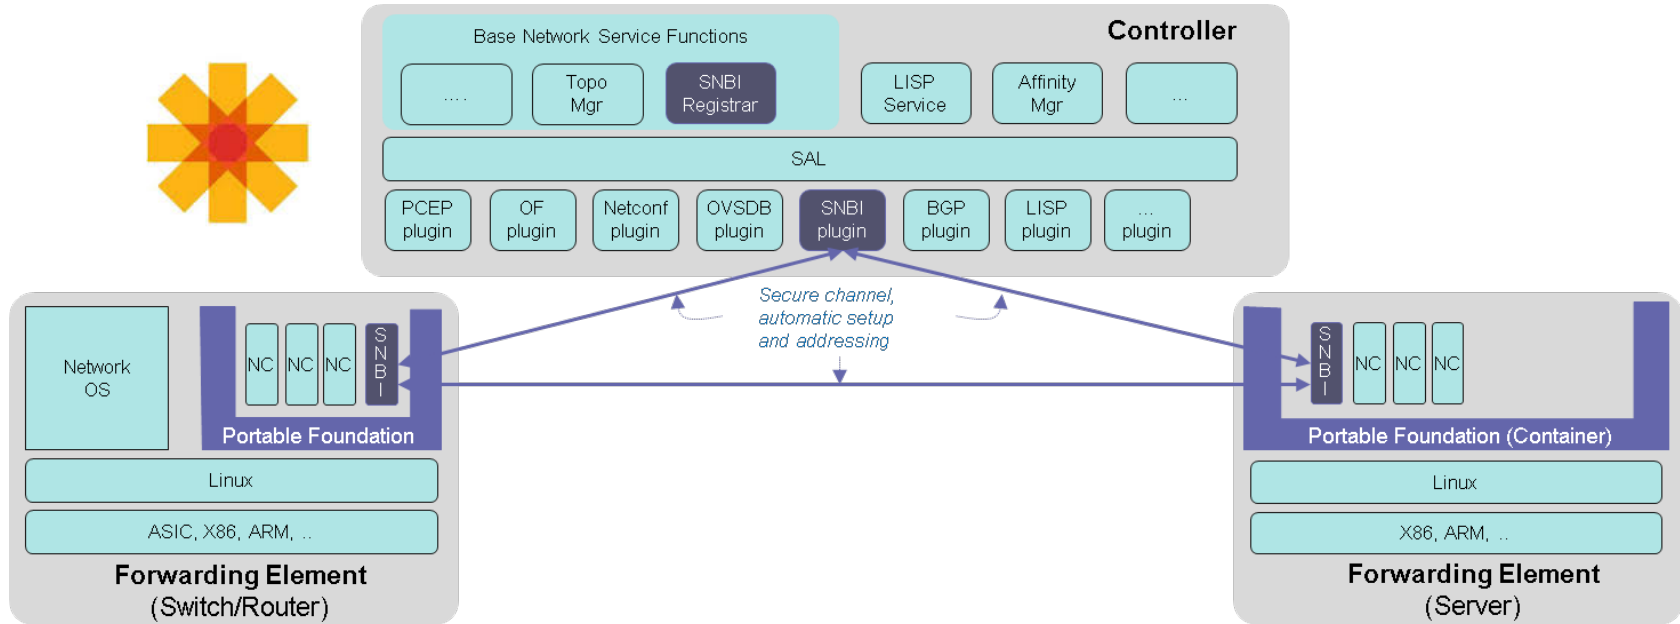 Controller
Base Network Service Functions
....
Topo
Mgr
SNBI
Registrar
LISP
Service
Affinity
Mgr
...
SAL
PCEP
plugin
OF
plugin
Netconf
plugin
OVSDB
plugin
SNBI
plugin
BGP
plugin
LISP
plugin
...
plugin
Secure channel,
automatic setup
and addressing
Network
OS
NC
NC
NC
S
N
B
I
Portable Foundation
Linux
ASIC, X86, ARM, ..
Forwarding Element
(Switch/Router)
S
N
B
I
NC
NC
NC
Portable Foundation (Container)
Linux
X86, ARM, ..
Forwarding Element
(Server)